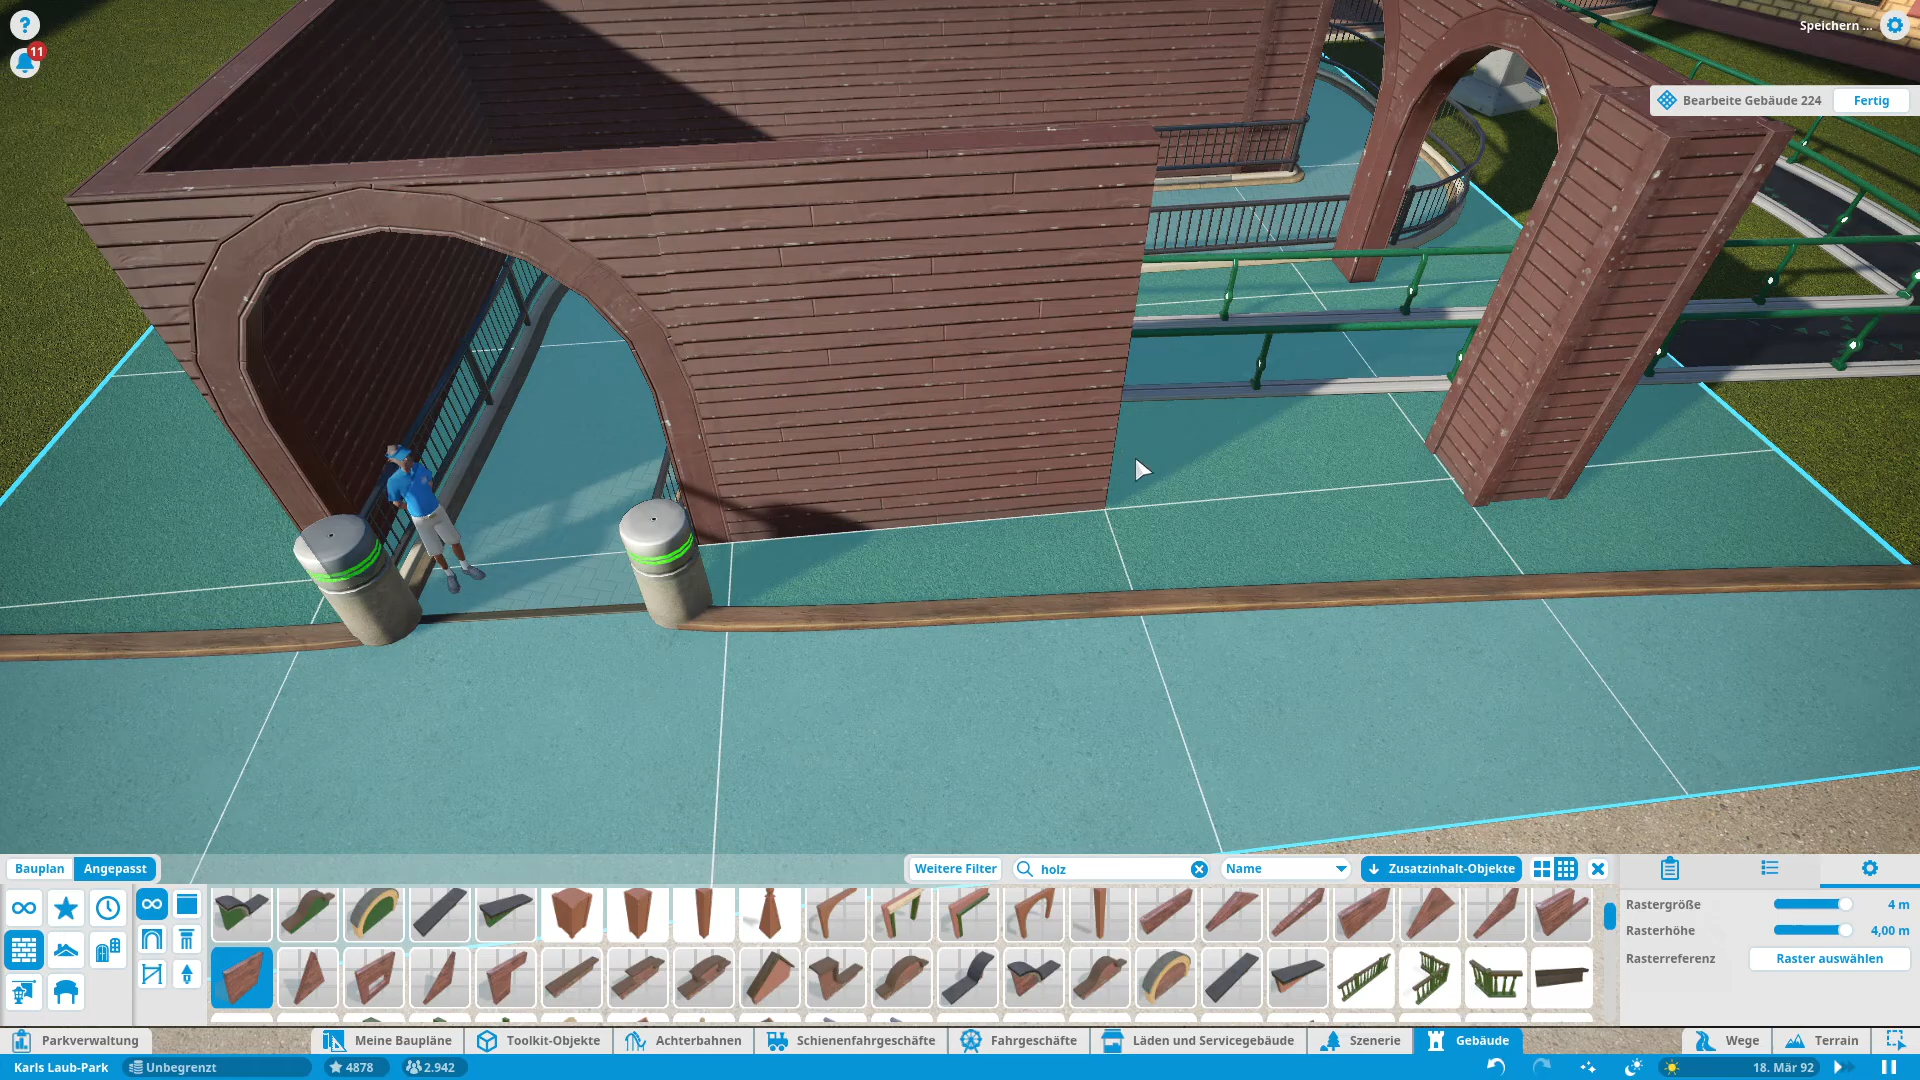 ?
11
Speichern ...
Bearbeite Gebäude 224
Fertig
Bauplan
Angepasst
Weitere Filter
holz
Name
Zusatzinhalt-Objekte
Rastergröße
4 m
Rasterhöhe
4,00 m
Rasterreferenz
Raster auswählen
Parkverwaltung
Meine Baupläne
Toolkit-Objekte
Achterbahnen
Schienenfahrgeschäfte
Fahrgeschäfte
Läden und Servicegebäude
Szenerie
Gebäude
Wege
Terrain
Karls Laub-Park
Unbegrenzt
4878
2.942
18. Mär 92